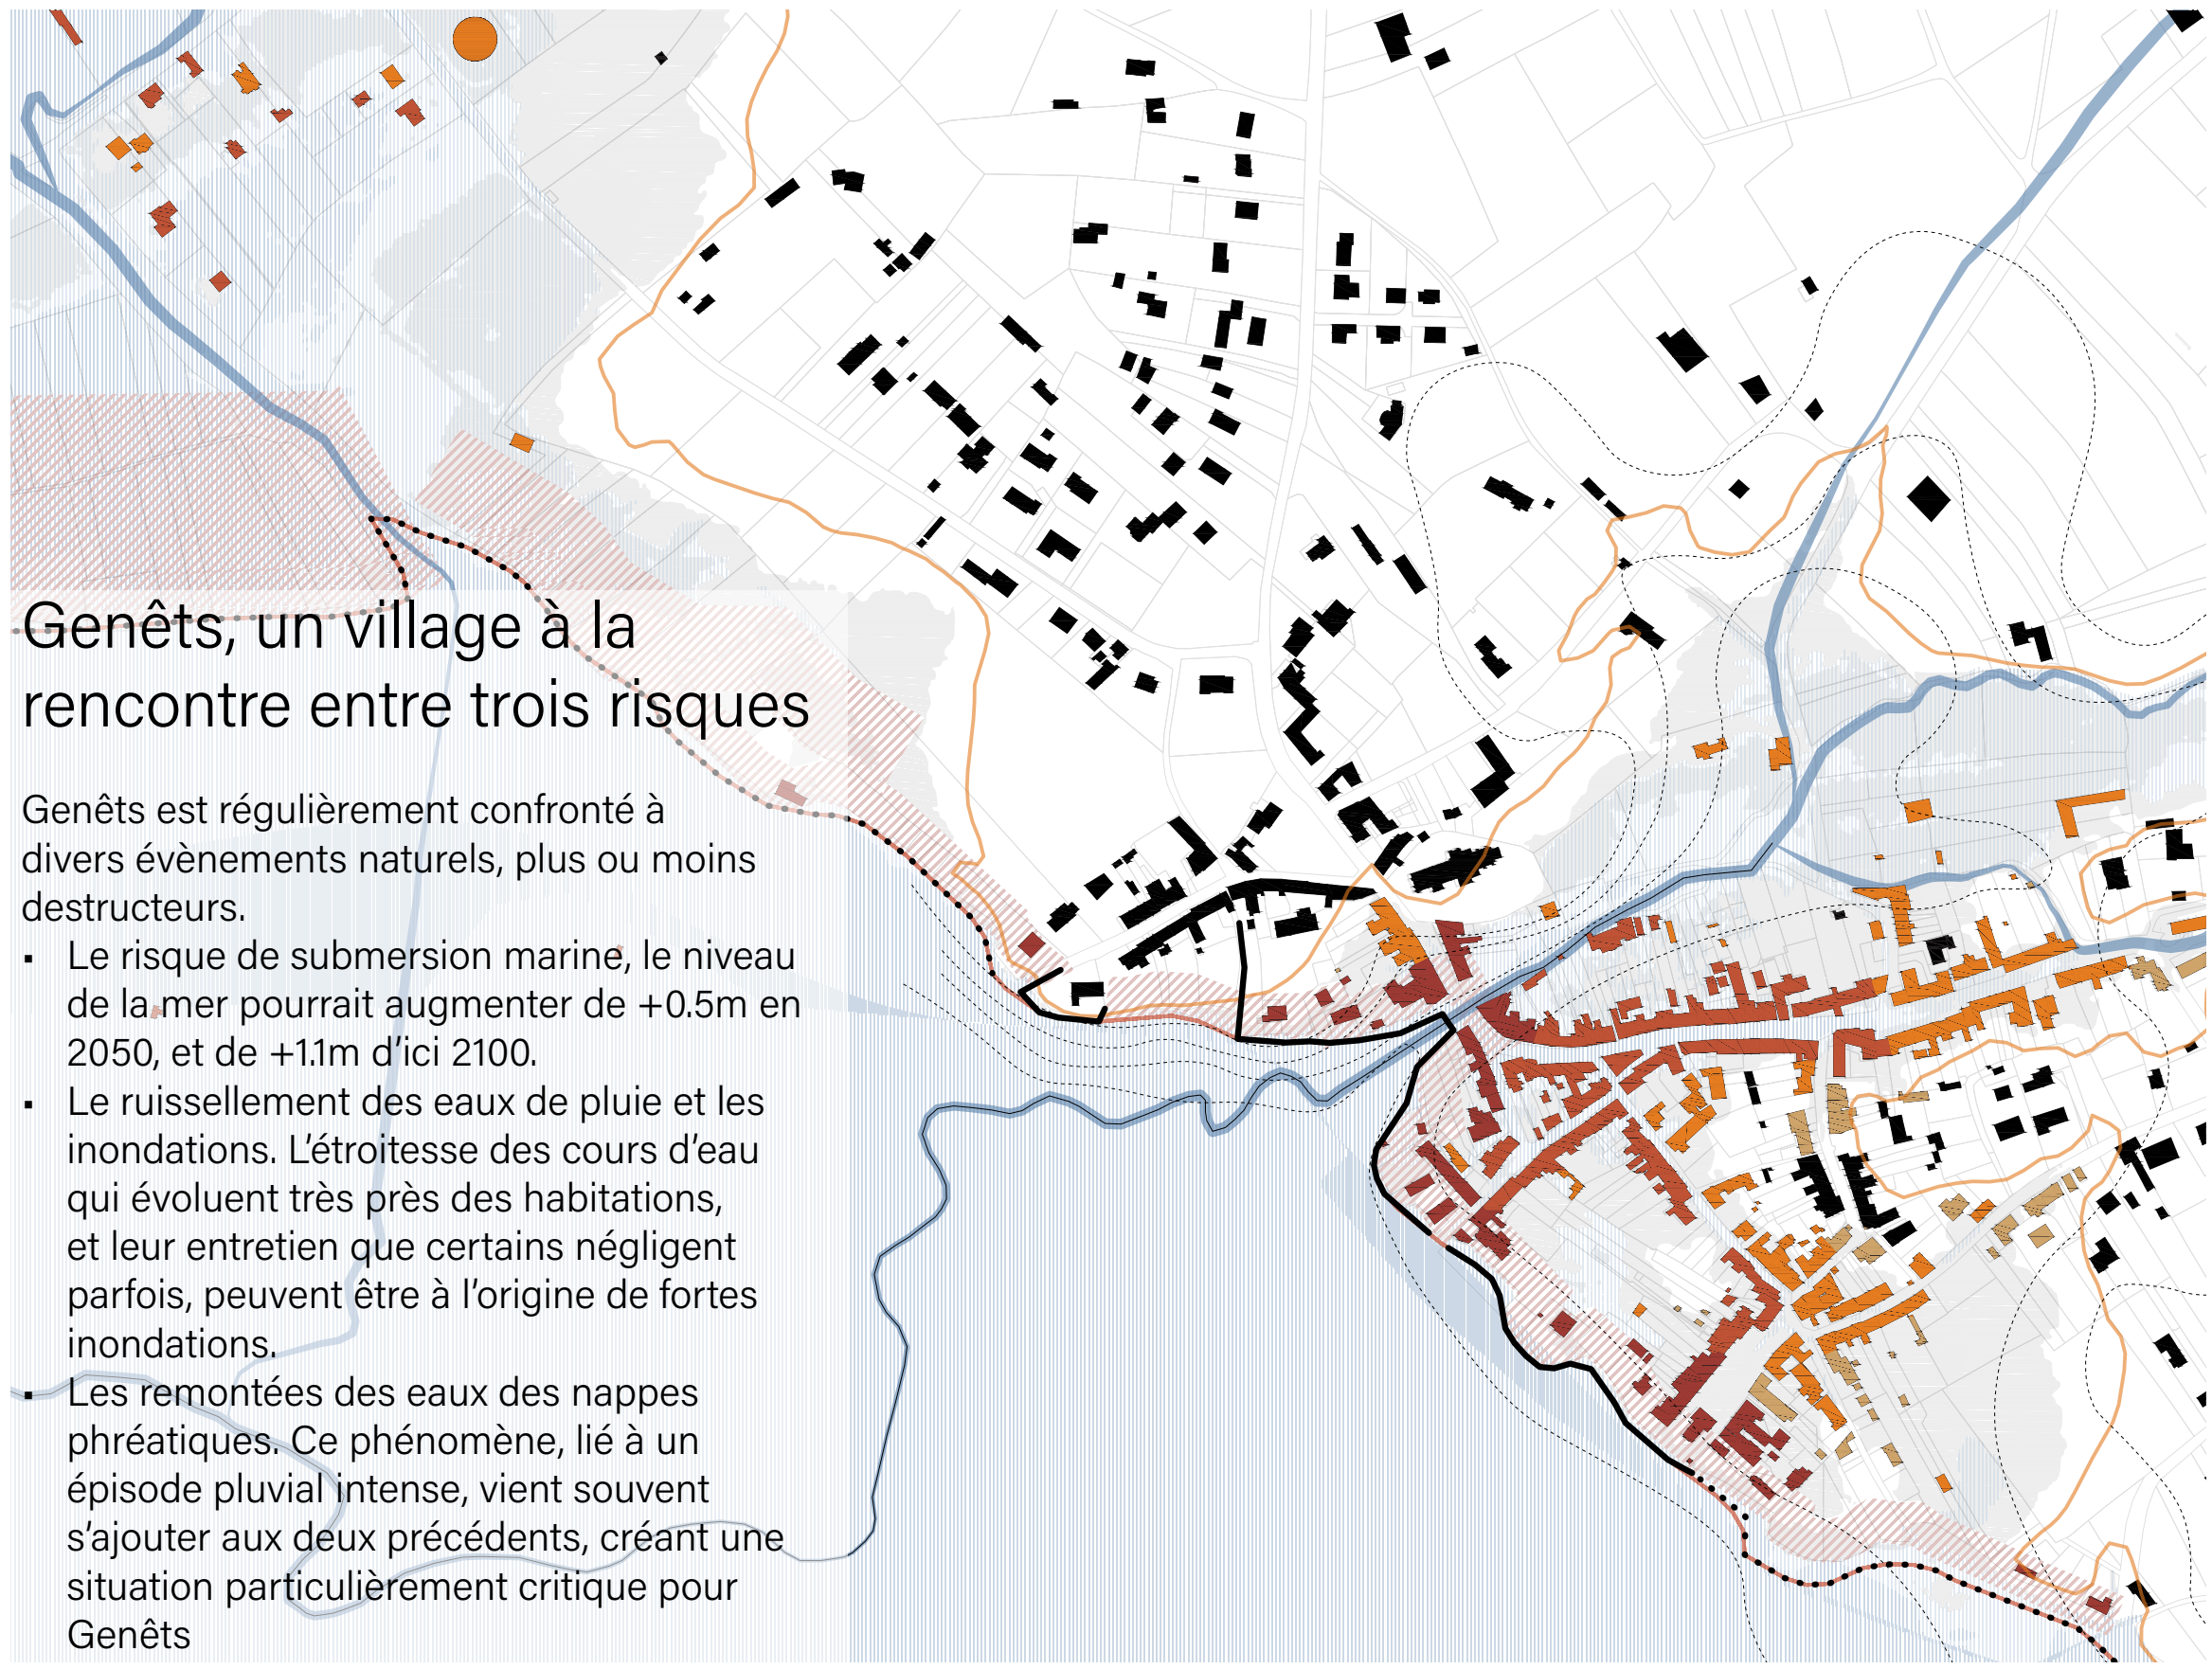 Genêts, un village à la
rencontre entre trois risques
Genêts est régulièrement confronté à
divers évènements naturels, plus ou moins
destructeurs.
▪ Le risque de submersion marine, le niveau
de la mer pourrait augmenter de +0.5m en
2050, et de +1.1m d’ici 2100.
▪ Le ruissellement des eaux de pluie et les
inondations. L’étroitesse des cours d’eau
qui évoluent très près des habitations,
et leur entretien que certains négligent
parfois, peuvent être à l’origine de fortes
inondations.
▪ Les remontées des eaux des nappes
phréatiques. Ce phénomène, lié à un
épisode pluvial intense, vient souvent
s’ajouter aux deux précédents, créant une
situation particulièrement critique pour
Genêts